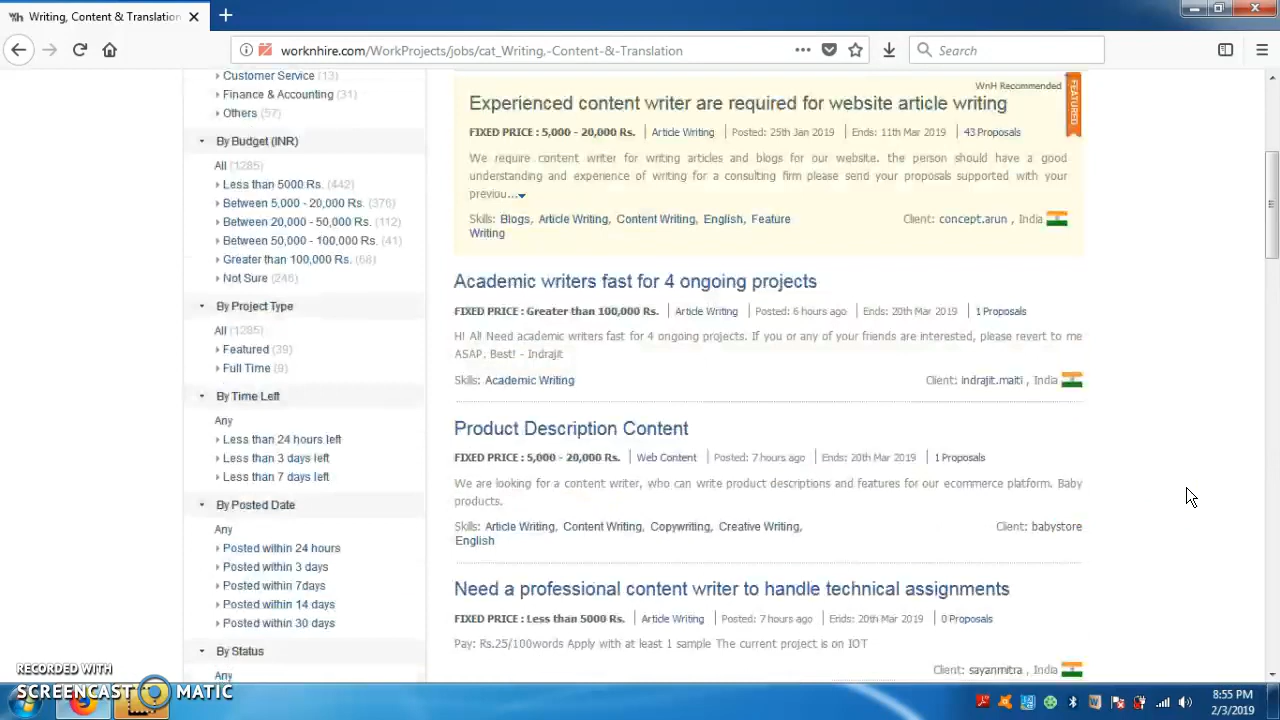 Writing, Content & Translation
worknhire.com/WorkProjects/jobs/cat_Writing,-Content-&-Translation
Search
Customer Service (13)
Finance & Accounting (31)
Others (57)
By Budget (INR)
All (1285)
Less than 5000 Rs. (442)
Between 5,000 - 20,000 Rs. (376)
Between 20,000 - 50,000 Rs. (112)
Between 50,000 - 100,000 Rs. (41)
Greater than 100,000 Rs. (68)
Not Sure (246)
By Project Type
All (1285)
Featured (39)
Full Time (9)
By Time Left
Any
Less than 24 hours left
Less than 3 days left
Less than 7 days left
By Posted Date
Any
Posted within 24 hours
Posted within 3 days
Posted within 7days
Posted within 14 days
Posted within 30 days
By Status
Any
WnH Recommended
FEATURED
Experienced content writer are required for website article writing
FIXED PRICE : 5,000 - 20,000 Rs. Article Writing Posted: 25th Jan 2019 Ends: 11th Mar 2019 43 Proposals
We require content writer for writing articles and blogs for our website. the person should have a good
understanding and experience of writing for a consulting firm please send your proposals supported with your
previou...
Skills: Blogs, Article Writing, Content Writing, English, Feature
Writing
Client: concept.arun , India
Academic writers fast for 4 ongoing projects
FIXED PRICE : Greater than 100,000 Rs. Article Writing Posted: 6 hours ago Ends: 20th Mar 2019 1 Proposals
H! Al! Need academic writers fast for 4 ongoing projects. If you or any of your friends are interested, please revert to me
ASAP. Best! - Indrajit
Skills: Academic Writing
Client: indrajit.maiti , India
Product Description Content
FIXED PRICE : 5,000 - 20,000 Rs. Web Content Posted: 7 hours ago Ends: 20th Mar 2019 1 Proposals
We are looking for a content writer, who can write product descriptions and features for our ecommerce platform. Baby
products.
Skills: Article Writing, Content Writing, Copywriting, Creative Writing,
English
Client: babystore
Need a professional content writer to handle technical assignments
FIXED PRICE : Less than 5000 Rs. Article Writing Posted: 7 hours ago Ends: 20th Mar 2019 0 Proposals
Pay: Rs.25/100words Apply with at least 1 sample The current project is on IOT
Client: sayanmitra , India
RECORDED WITH
SCREENCAST MATIC
8:55 PM
2/3/2019